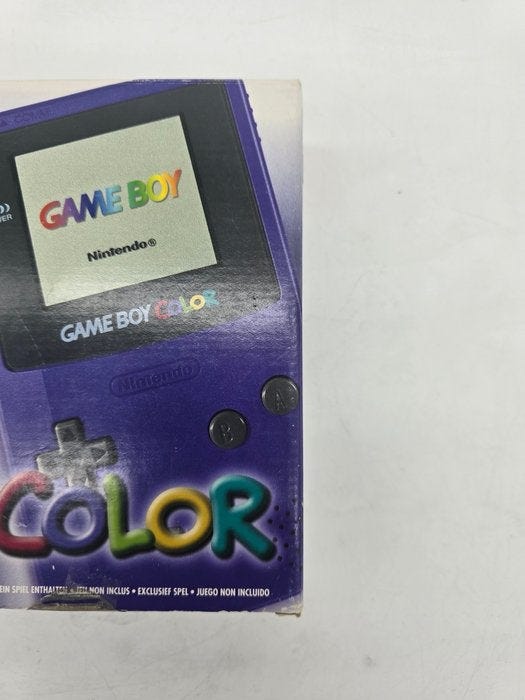 COLOR
GAME BOY
Nintendo®
GAME BOY COLOR
Nintendo
A
B
COLOR
EIN SPIEL ENTHALTEN • JEU NON INCLUS • EXCLUSIEF SPEL • JUEGO NON INCLUIDO